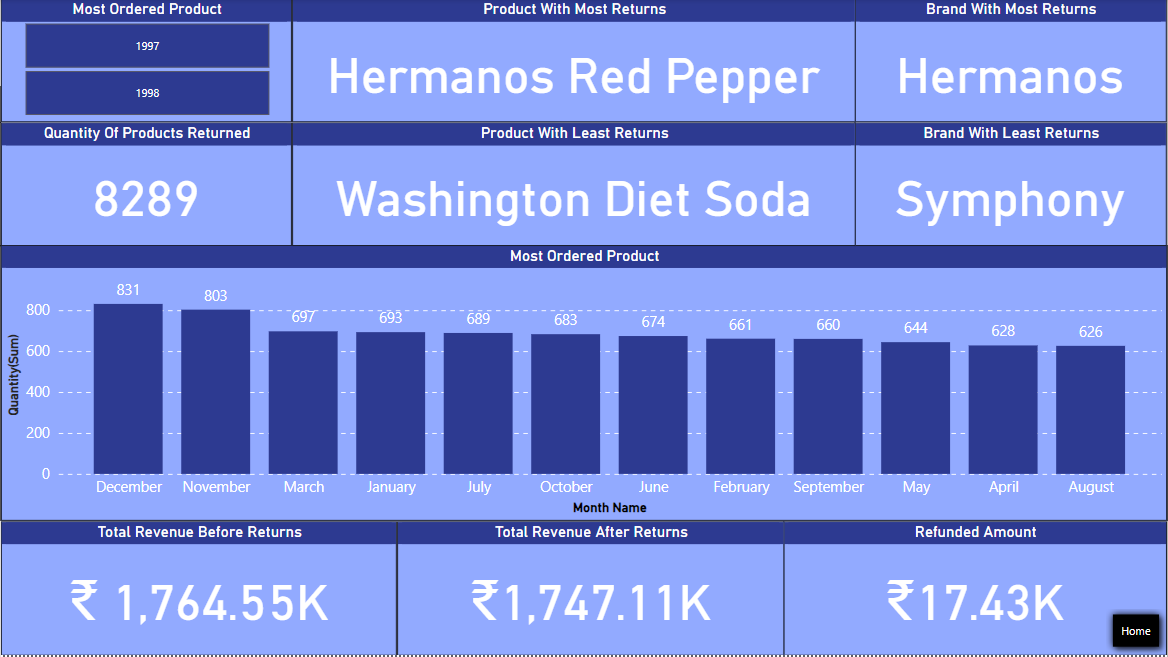 Most Ordered Product
1997
1998
Product With Most Returns
Hermanos Red Pepper
Brand With Most Returns
Hermanos
Quantity Of Products Returned
8289
Product With Least Returns
Washington Diet Soda
Brand With Least Returns
Symphony
Most Ordered Product
Quantity(Sum)
800
600
400
200
0
831 803 697 693 689 683 674 661 660 644 628 626
December November March January July October June February September May April August
Month Name
Total Revenue Before Returns
₹ 1,764.55K
Total Revenue After Returns
₹1,747.11K
Refunded Amount
₹17.43K
Home